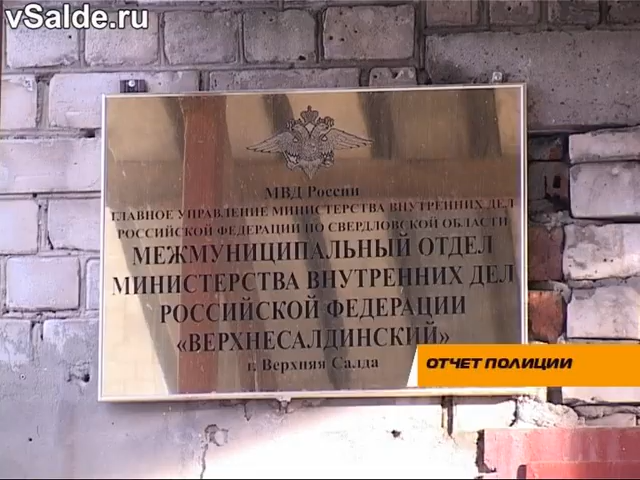 vSalde.ru
МВД России
ГЛАВНОЕ УПРАВЛЕНИЕ МИНИСТЕРСТВА ВНУТРЕННИХ ДЕЛ
РОССИЙСКОЙ ФЕДЕРАЦИИ ПО СВЕРДЛОВСКОЙ ОБЛАСТИ
МЕЖМУНИЦИПАЛЬНЫЙ ОТДЕЛ
МИНИСТЕРСТВА ВНУТРЕННИХ ДЕЛ
РОССИЙСКОЙ ФЕДЕРАЦИИ
«ВЕРХНЕСАЛДИНСКИЙ»
г. Верхняя Салда
ОТЧЕТ ПОЛИЦИИ